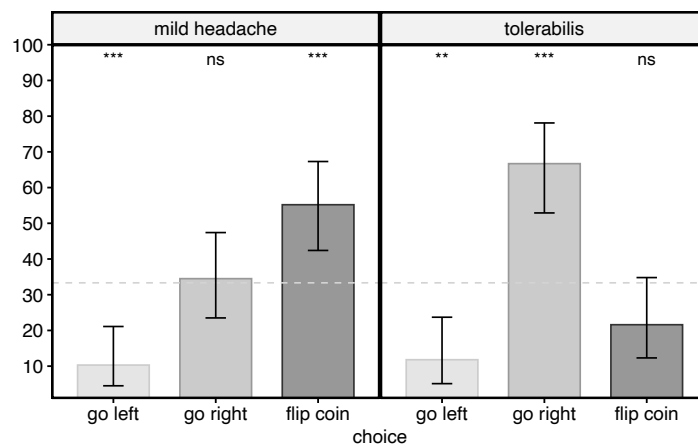 mild headache tolerabilis
100
*** ns *** ** *** ns
90
80
70
60
50
40
30
20
10
go left go right flip coin go left go right flip coin
choice